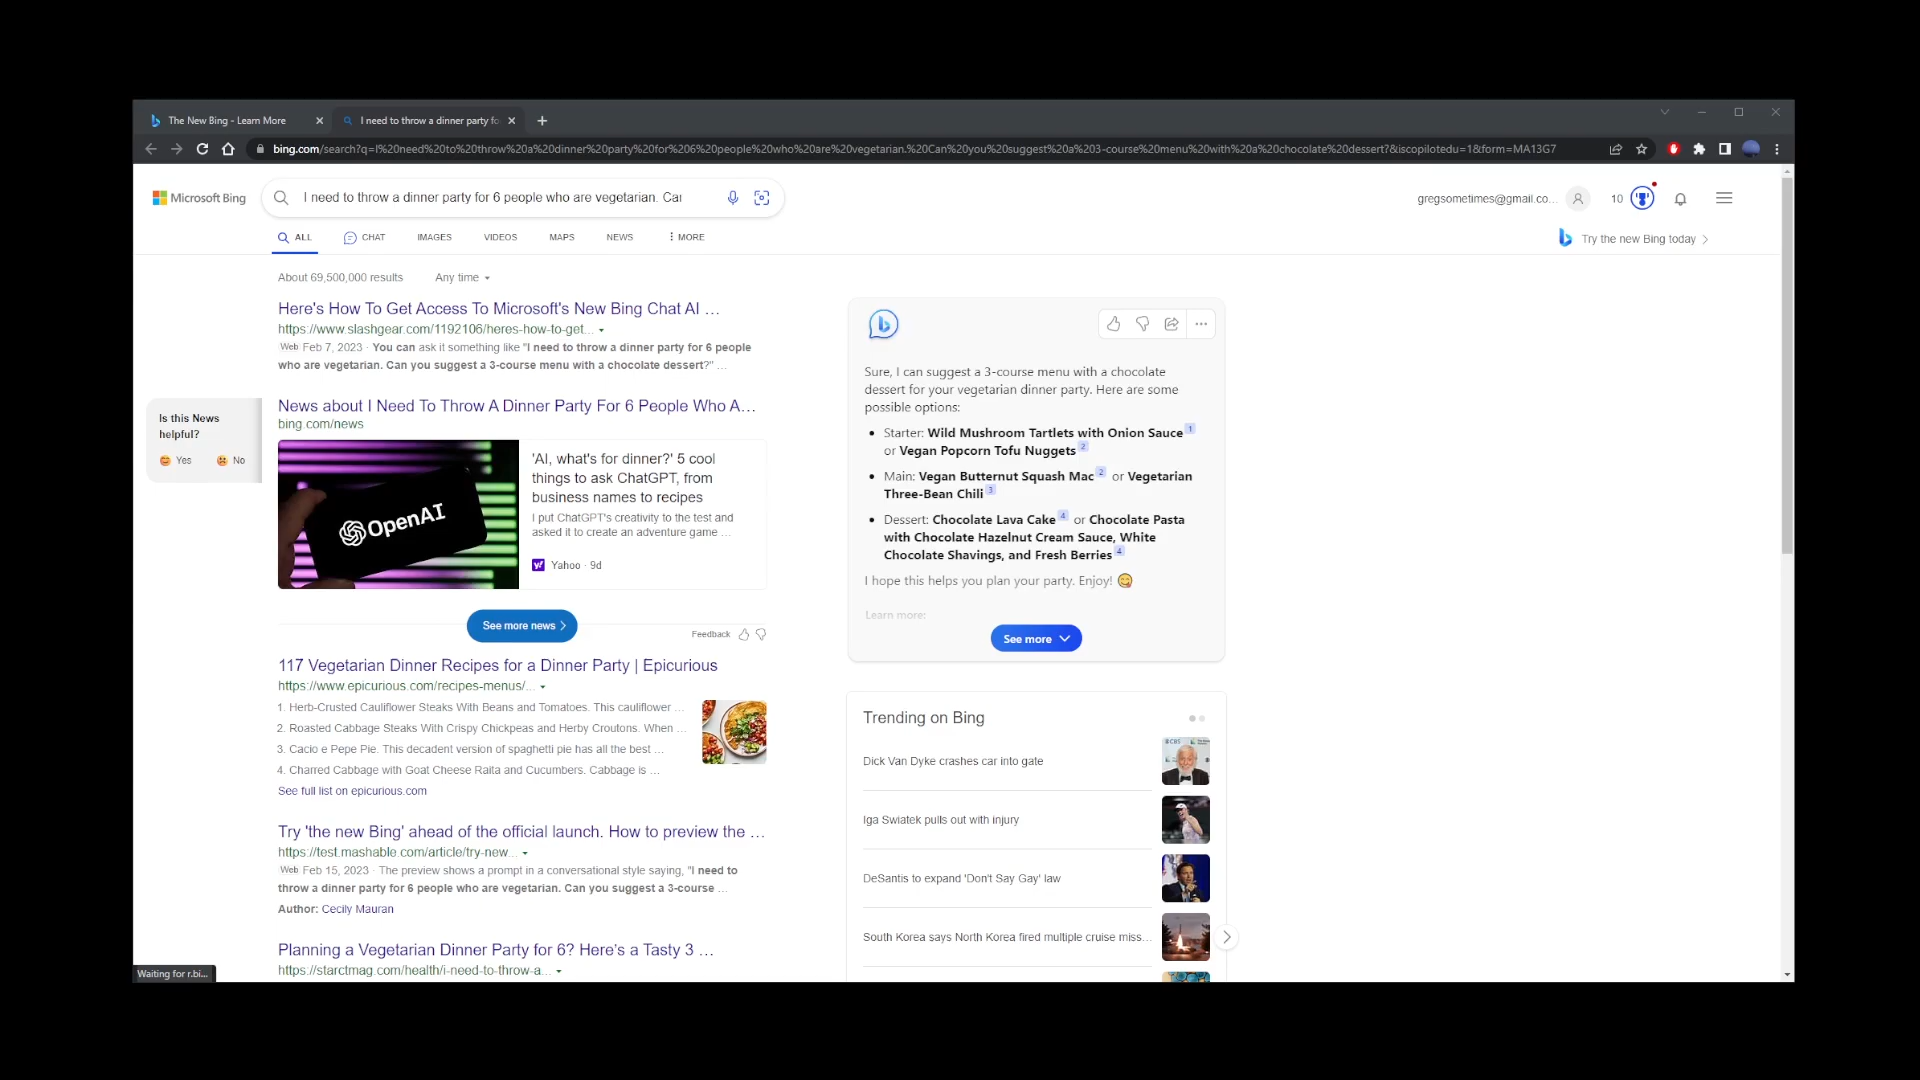 The New Bing - Learn More
I need to throw a dinner party fo
bing.com/search?q=I%20need%20to%20throw%20a%20dinner%20party%20for%206%20people%20who%20are%20vegetarian.%20Can%20you%20suggest%20a%203-course%20menu%20with%20a%20chocolate%20dessert?&iscopilotedu=1&form=MA13G7
Microsoft Bing
I need to throw a dinner party for 6 people who are vegetarian. Can
gregsometimes@gmail.co...
10
ALL
CHAT
IMAGES
VIDEOS
MAPS
NEWS
MORE
Try the new Bing today
About 69,500,000 results
Any time
Here's How To Get Access To Microsoft's New Bing Chat AI …
https://www.slashgear.com/1192106/heres-how-to-get...
Web Feb 7, 2023 · You can ask it something like "I need to throw a dinner party for 6 people
who are vegetarian. Can you suggest a 3-course menu with a chocolate dessert?" …
Is this News
helpful?
Yes
No
News about I Need To Throw A Dinner Party For 6 People Who A…
bing.com/news
OpenAI
'AI, what's for dinner?' 5 cool
things to ask ChatGPT, from
business names to recipes
I put ChatGPT's creativity to the test and
asked it to create an adventure game …
Yahoo · 9d
See more news
Feedback
117 Vegetarian Dinner Recipes for a Dinner Party | Epicurious
https://www.epicurious.com/recipes-menus/...
1. Herb-Crusted Cauliflower Steaks With Beans and Tomatoes. This cauliflower …
2. Roasted Cabbage Steaks With Crispy Chickpeas and Herby Croutons. When …
3. Cacio e Pepe Pie. This decadent version of spaghetti pie has all the best …
4. Charred Cabbage with Goat Cheese Raita and Cucumbers. Cabbage is …
See full list on epicurious.com
Try 'the new Bing' ahead of the official launch. How to preview the …
https://test.mashable.com/article/try-new...
Web Feb 15, 2023 · The preview shows a prompt in a conversational style saying, "I need to
throw a dinner party for 6 people who are vegetarian. Can you suggest a 3-course …
Author: Cecily Mauran
Planning a Vegetarian Dinner Party for 6? Here's a Tasty 3 …
https://starctmag.com/health/i-need-to-throw-a...
Waiting for r.bi...
Sure, I can suggest a 3-course menu with a chocolate
dessert for your vegetarian dinner party. Here are some
possible options:
• Starter: Wild Mushroom Tartlets with Onion Sauce 1
or Vegan Popcorn Tofu Nuggets 2
• Main: Vegan Butternut Squash Mac 2 or Vegetarian
Three-Bean Chili 3
• Dessert: Chocolate Lava Cake 4 or Chocolate Pasta
with Chocolate Hazelnut Cream Sauce, White
Chocolate Shavings, and Fresh Berries 4
I hope this helps you plan your party. Enjoy! 😋
Learn more:
See more
Trending on Bing
Dick Van Dyke crashes car into gate
Iga Swiatek pulls out with injury
DeSantis to expand 'Don't Say Gay' law
South Korea says North Korea fired multiple cruise miss…